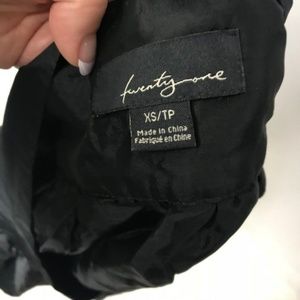 twenty one
XS/TP
Made in China
Fabriqué en Chine